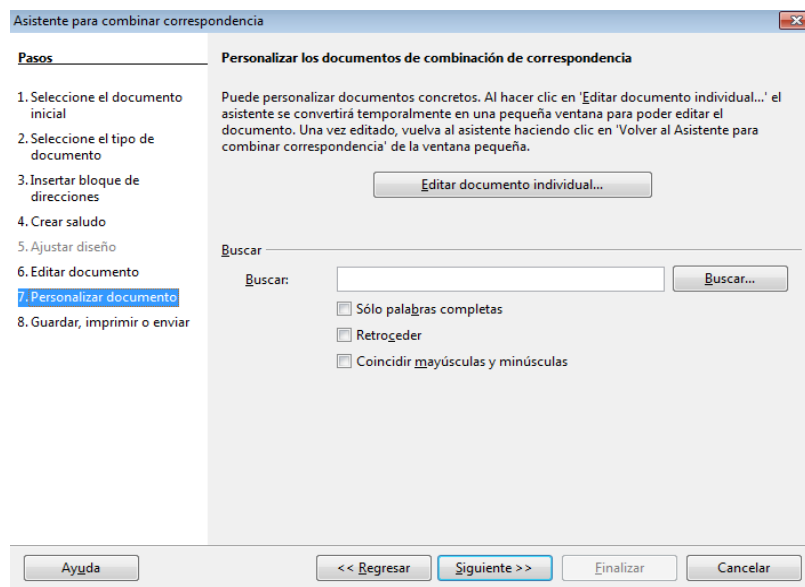 Asistente para combinar correspondencia
Pasos
1. Seleccione el documento
inicial
2. Seleccione el tipo de
documento
3. Insertar bloque de
direcciones
4. Crear saludo
5. Ajustar diseño
6. Editar documento
7. Personalizar documento
8. Guardar, imprimir o enviar
Personalizar los documentos de combinación de correspondencia
Puede personalizar documentos concretos. Al hacer clic en 'Editar documento individual...' el
asistente se convertirá temporalmente en una pequeña ventana para poder editar el
documento. Una vez editado, vuelva al asistente haciendo clic en 'Volver al Asistente para
combinar correspondencia' de la ventana pequeña.
Editar documento individual...
Buscar
Buscar:
Buscar...
Sólo palabras completas
Retroceder
Coincidir mayúsculas y minúsculas
Ayuda
<< Regresar
Siguiente >>
Finalizar
Cancelar